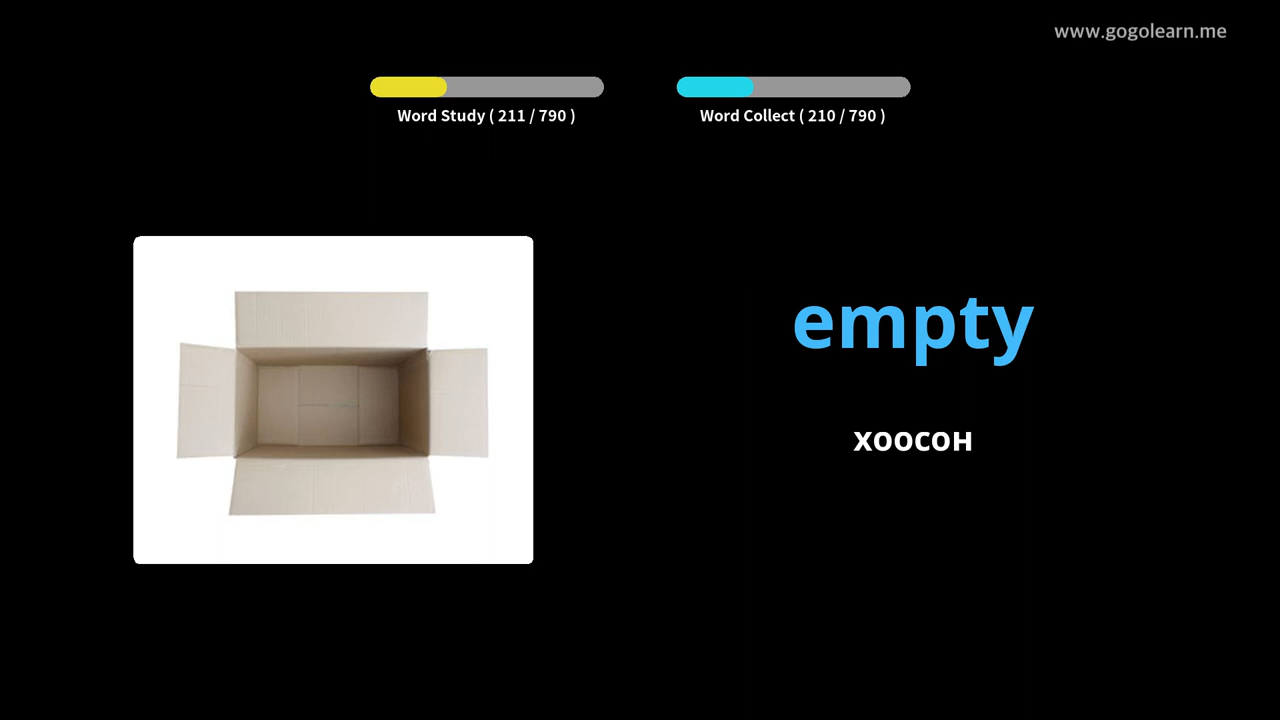 www.gogolearn.me
Word Study ( 211 / 790 )
Word Collect ( 210 / 790 )
empty
хоосон